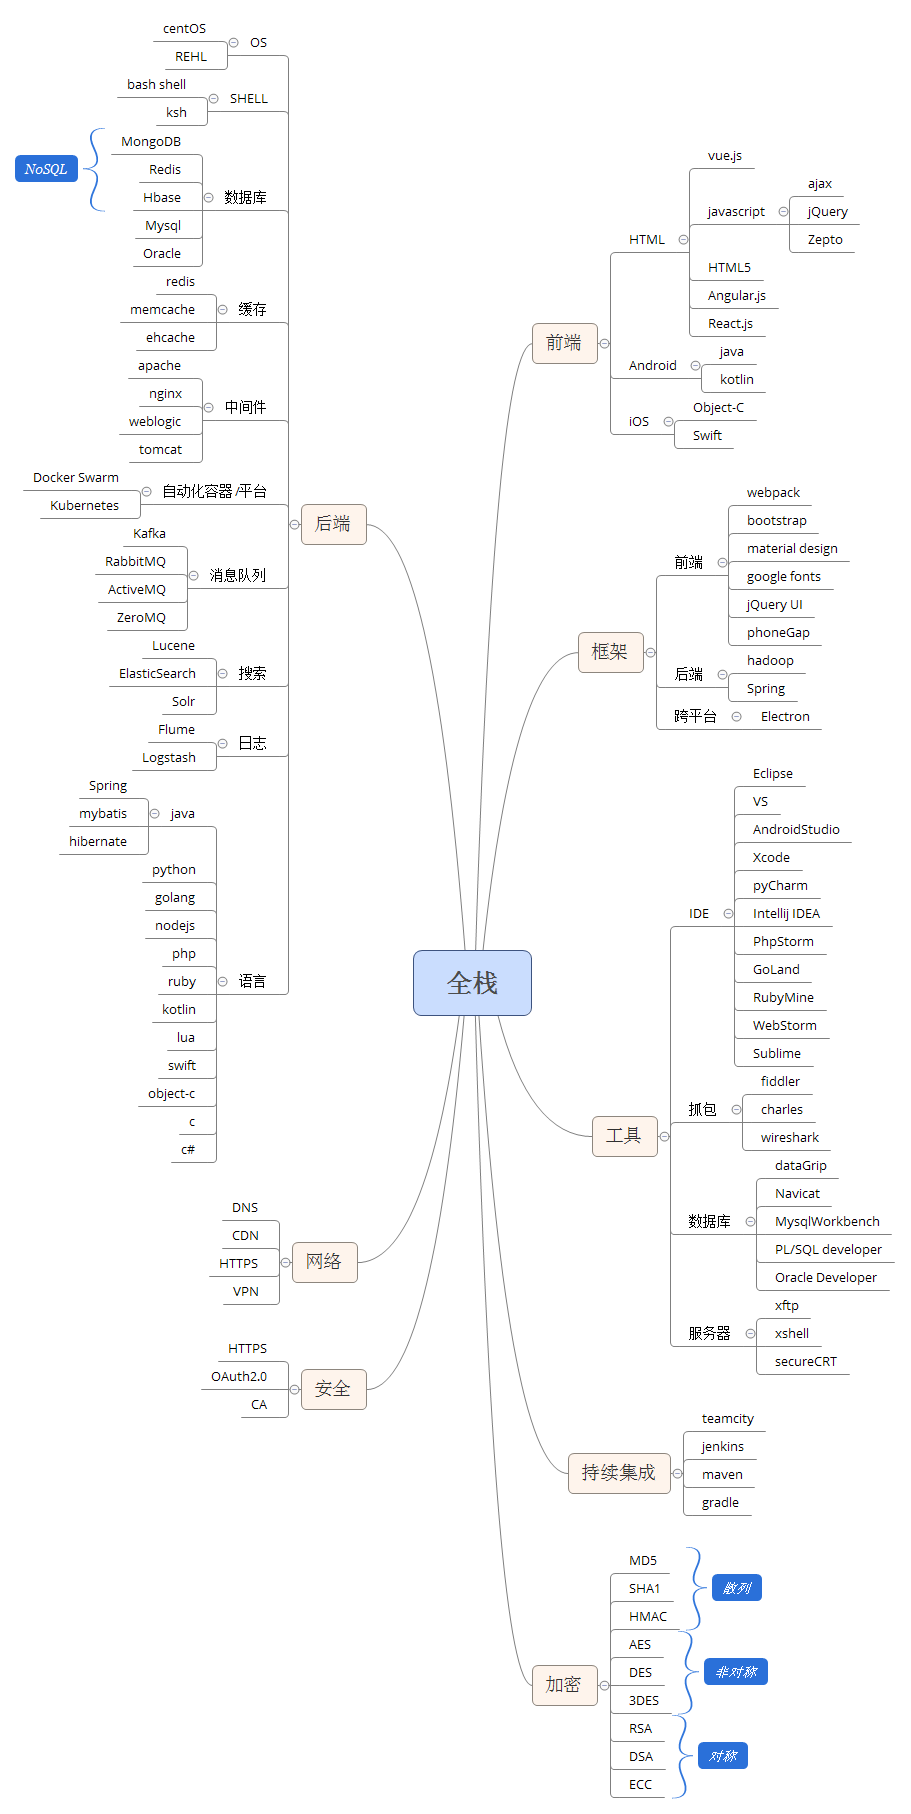 全栈
前端
HTML
vue.js
javascript
ajax
jQuery
Zepto
HTML5
Angular.js
React.js
Android
java
kotlin
iOS
Object-C
Swift
框架
前端
webpack
bootstrap
material design
google fonts
jQuery UI
phoneGap
后端
hadoop
Spring
跨平台
Electron
工具
IDE
Eclipse
VS
AndroidStudio
Xcode
pyCharm
Intellij IDEA
PhpStorm
GoLand
RubyMine
WebStorm
Sublime
抓包
fiddler
charles
wireshark
数据库
dataGrip
Navicat
MysqlWorkbench
PL/SQL developer
Oracle Developer
服务器
xftp
xshell
secureCRT
持续集成
teamcity
jenkins
maven
gradle
加密
MD5
SHA1
HMAC
散列
AES
DES
3DES
非对称
RSA
DSA
ECC
对称
后端
OS
centOS
REHL
SHELL
bash shell
ksh
数据库
MongoDB
Redis
Hbase
NoSQL
Mysql
Oracle
缓存
redis
memcache
ehcache
中间件
apache
nginx
weblogic
tomcat
自动化容器/平台
Docker Swarm
Kubernetes
消息队列
Kafka
RabbitMQ
ActiveMQ
ZeroMQ
搜索
Lucene
ElasticSearch
Solr
日志
Flume
Logstash
语言
java
Spring
mybatis
hibernate
python
golang
nodejs
php
ruby
kotlin
lua
swift
object-c
c
c#
网络
DNS
CDN
HTTPS
VPN
安全
HTTPS
OAuth2.0
CA